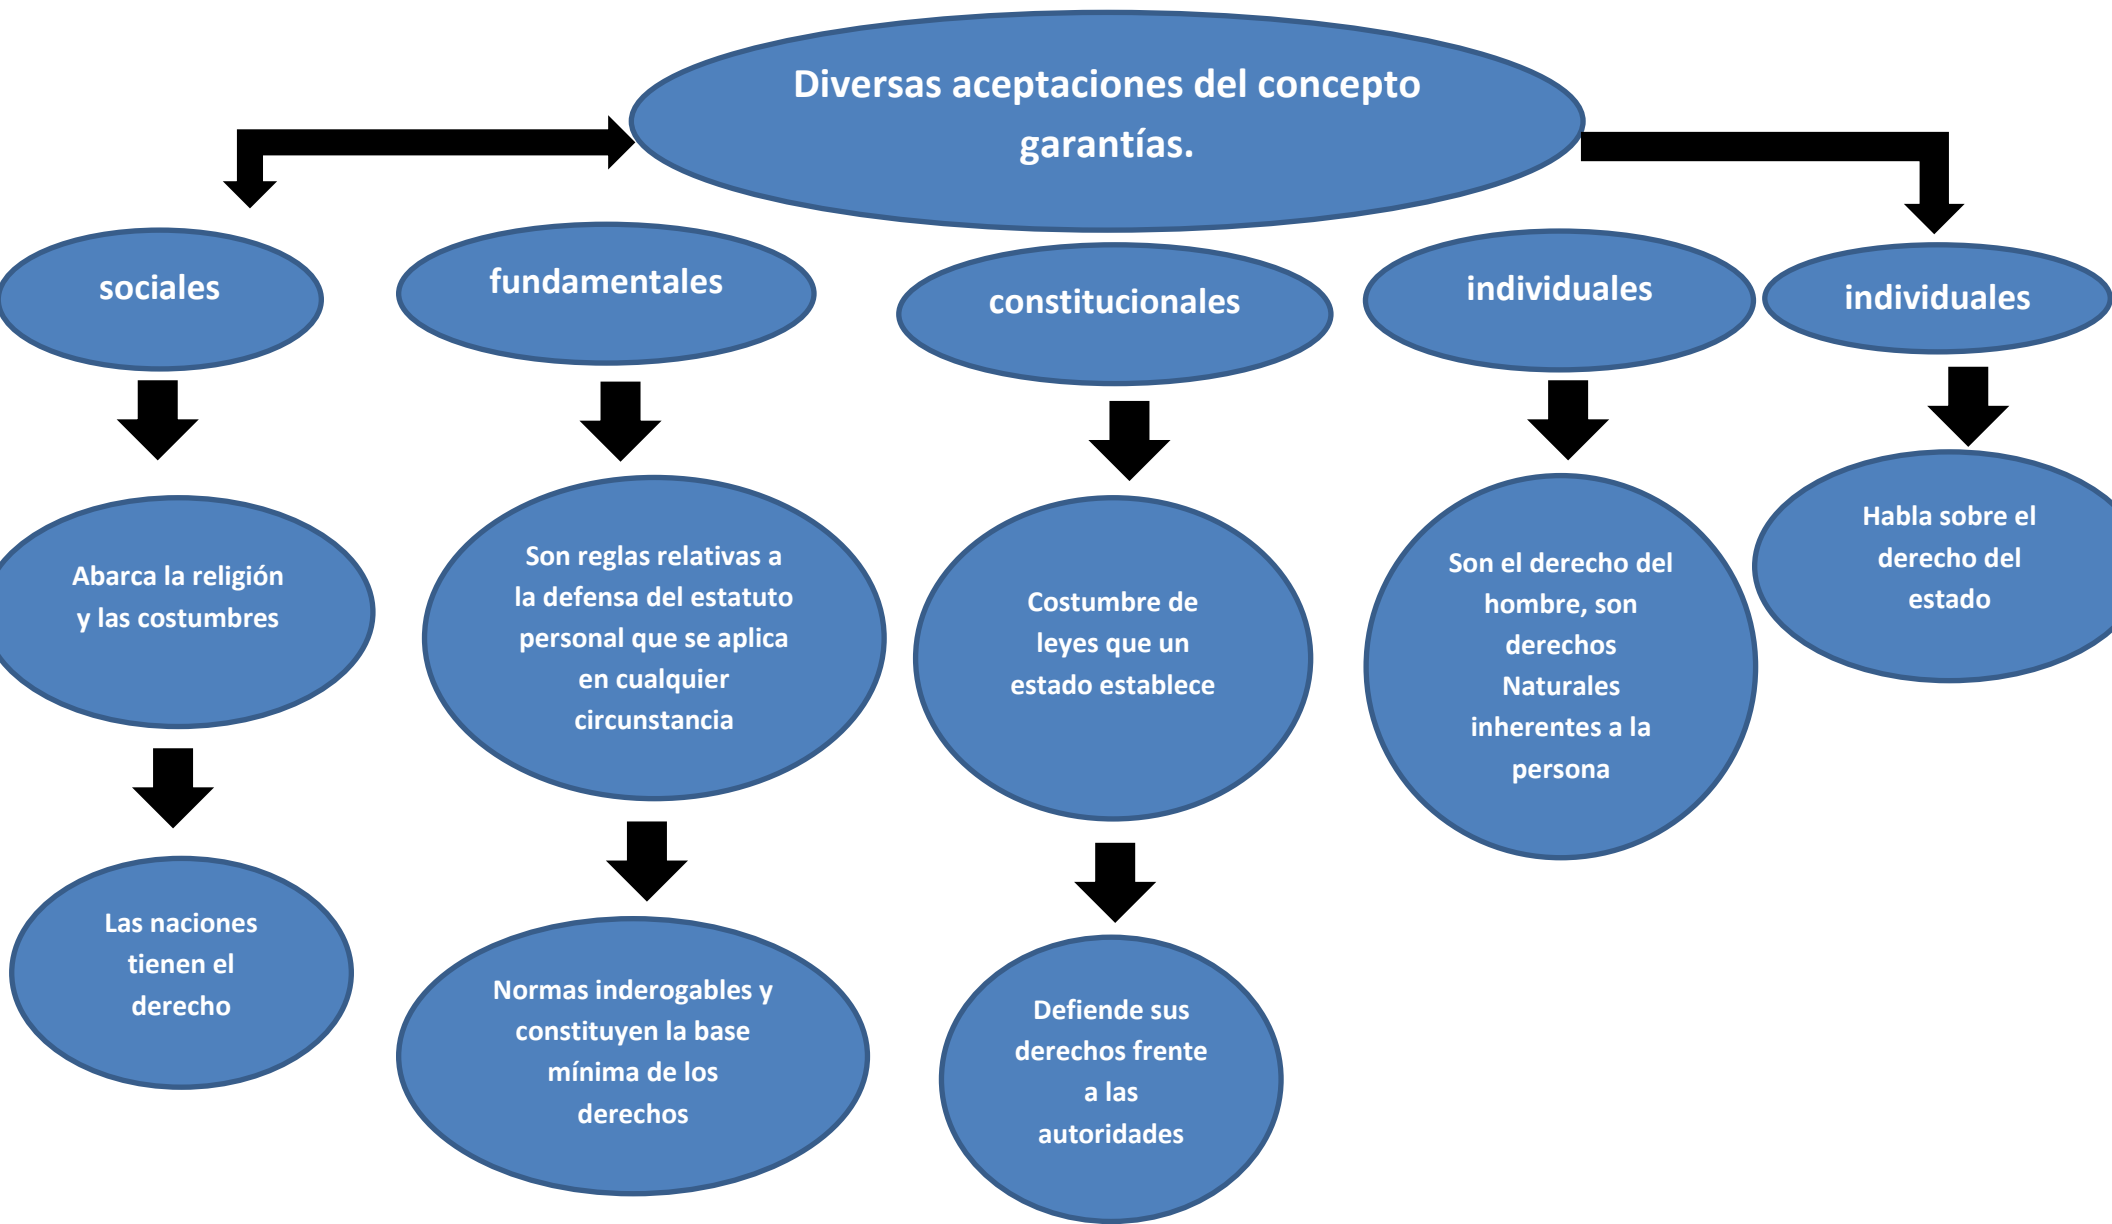 Diversas aceptaciones del concepto
garantías.
sociales
fundamentales
constitucionales
individuales
individuales
Abarca la religión
y las costumbres
Son reglas relativas a
la defensa del estatuto
personal que se aplica
en cualquier
circunstancia
Costumbre de
leyes que un
estado establece
Son el derecho del
hombre, son
derechos
Naturales
inherentes a la
persona
Habla sobre el
derecho del
estado
Las naciones
tienen el
derecho
Normas inderogables y
constituyen la base
mínima de los
derechos
Defiende sus
derechos frente
a las
autoridades